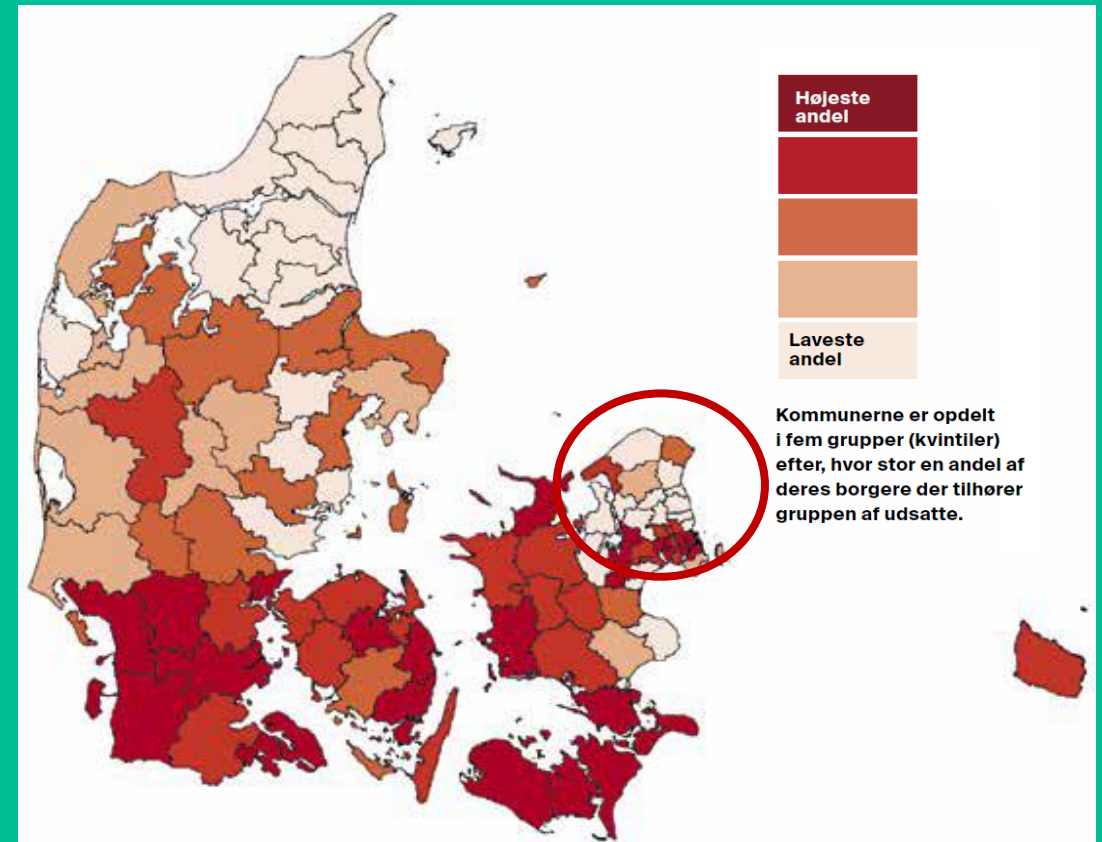 Højeste
andel
Laveste
andel
Kommunerne er opdelt
i fem grupper (kvintiler)
efter, hvor stor en andel af
deres borgere der tilhører
gruppen af udsatte.